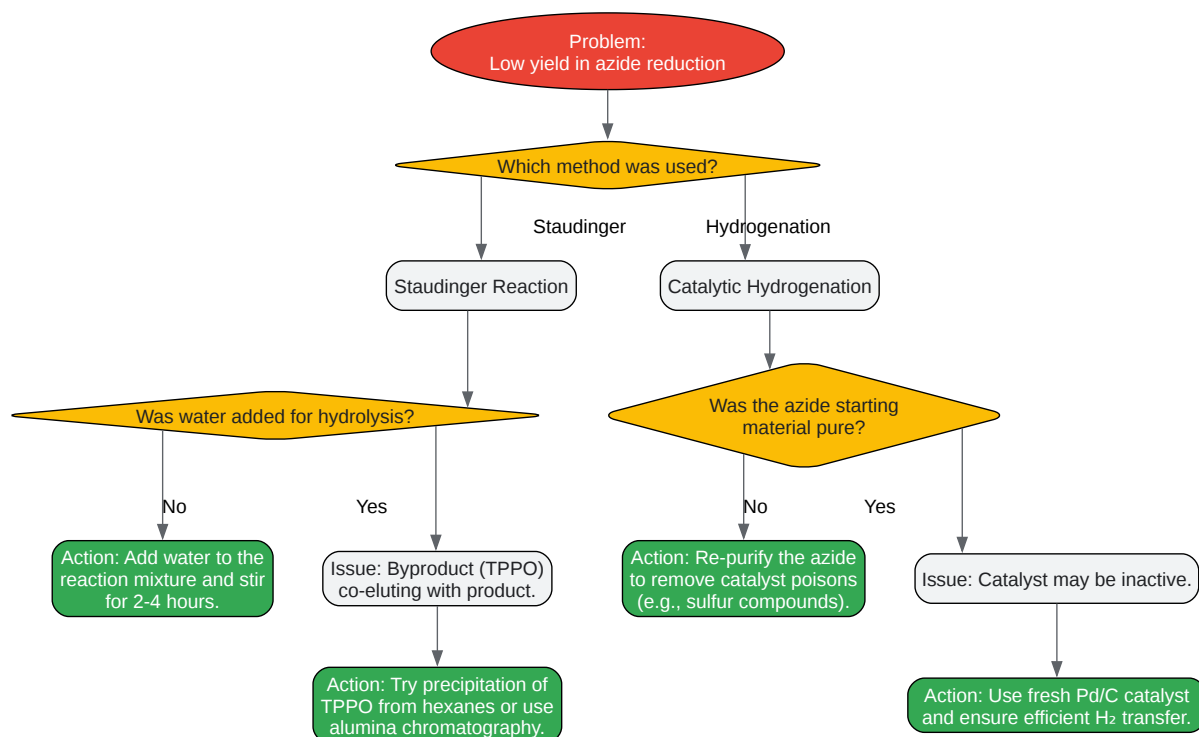 Problem:
Low yield in azide reduction
Which method was used?
Staudinger
Hydrogenation
Staudinger Reaction
Catalytic Hydrogenation
Was water added for hydrolysis?
Was the azide starting
material pure?
No
Yes
No
Yes
Action: Add water to the
reaction mixture and stir
for 2-4 hours.
Issue: Byproduct (TPPO)
co-eluting with product.
Action: Re-purify the azide
to remove catalyst poisons
(e.g., sulfur compounds).
Issue: Catalyst may be inactive.
Action: Try precipitation of
TPPO from hexanes or use
alumina chromatography.
Action: Use fresh Pd/C catalyst
and ensure efficient H₂ transfer.